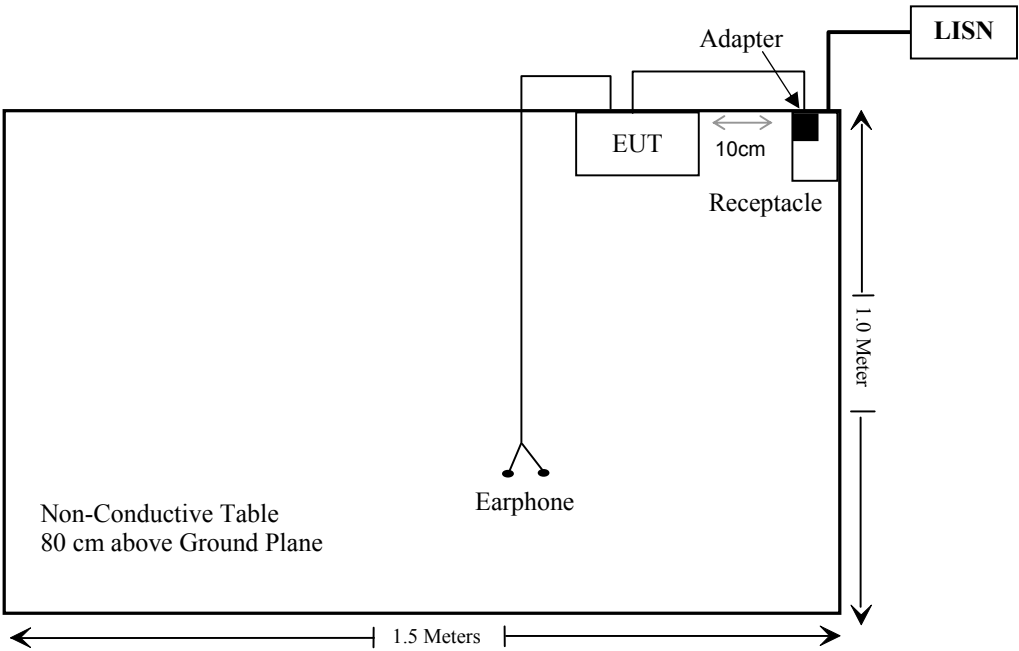 LISN
Adapter
EUT
10cm
Receptacle
1.0 Meter
Earphone
Non-Conductive Table
80 cm above Ground Plane
1.5 Meters